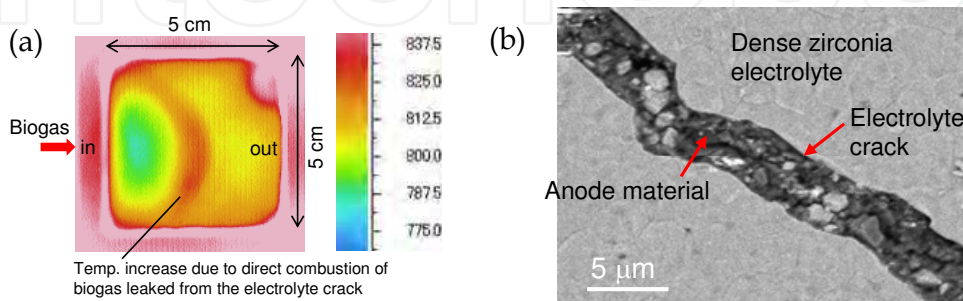 (a)
5 cm
Biogas
in
out
5 cm
Temp. increase due to direct combustion of
biogas leaked from the electrolyte crack
837.5
825.0
812.5
800.0
787.5
775.0
(b)
Dense zirconia
electrolyte
Electrolyte
crack
Anode material
5 μm